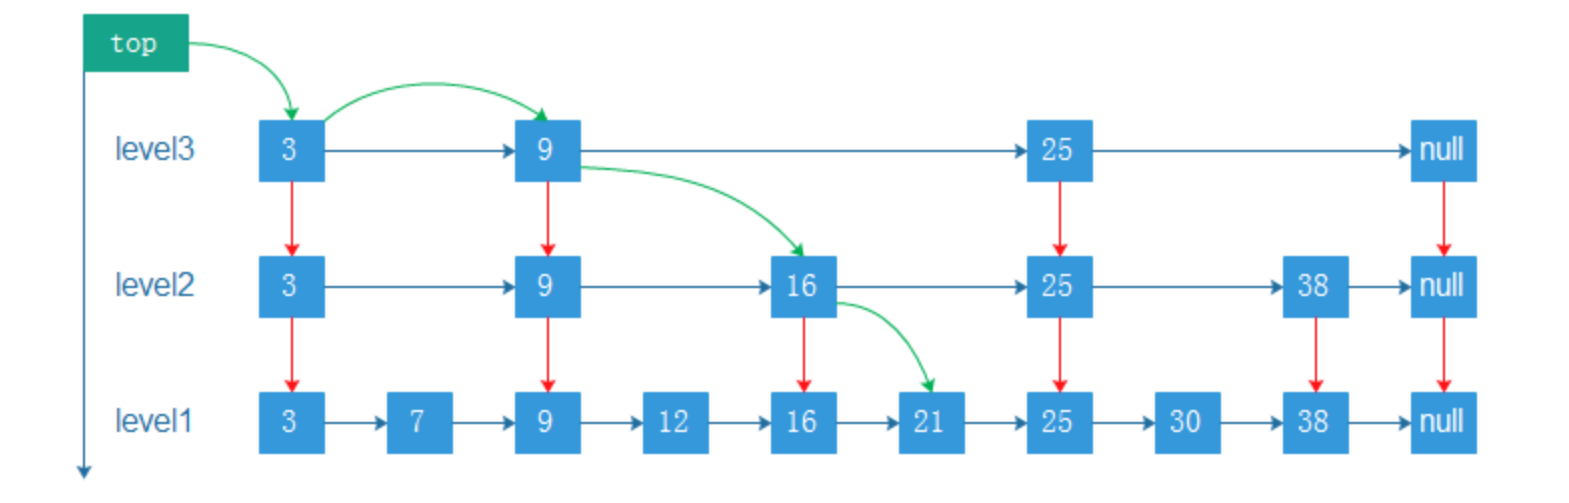 top
level3 3 9 25 null
level2 3 9 16 25 38 null
level1 3 7 9 12 16 21 25 30 38 null